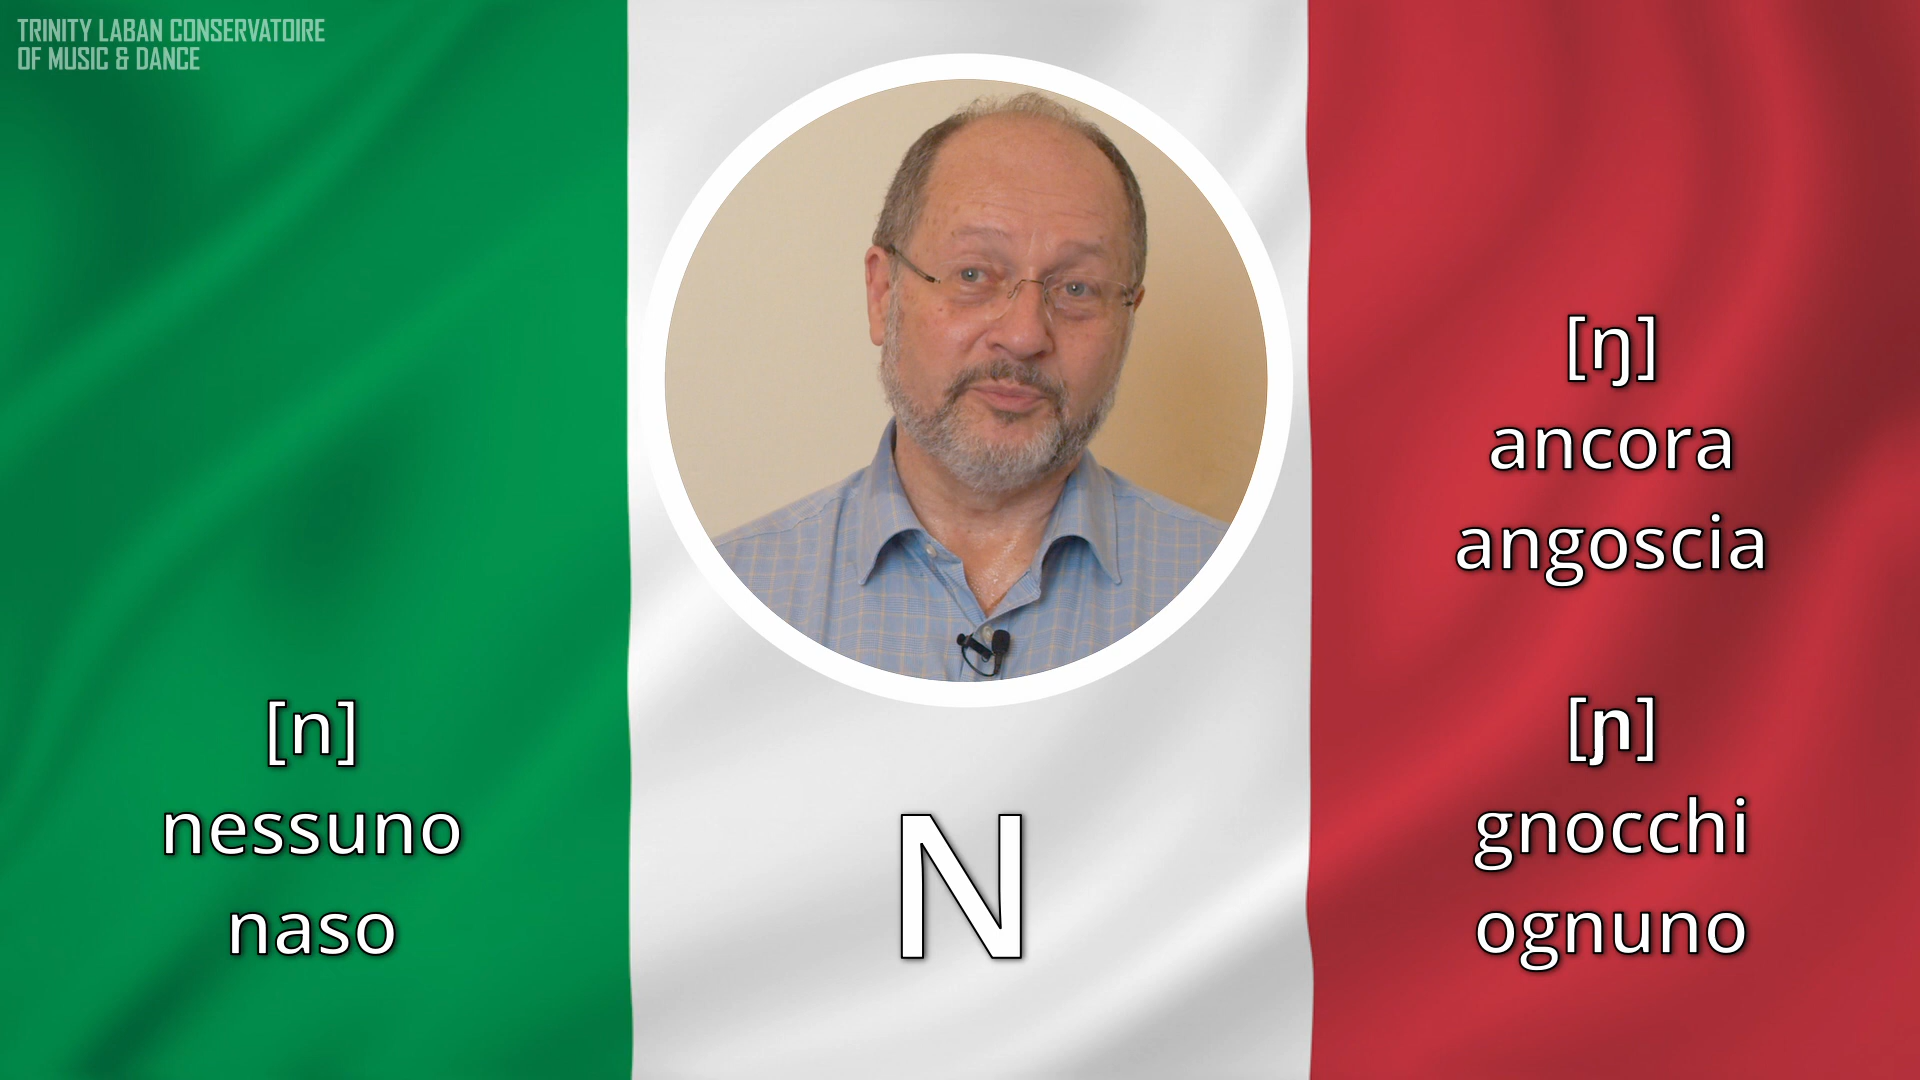 TRINITY LABAN CONSERVATOIRE
OF MUSIC & DANCE
[n]
nessuno
naso
N
[ŋ]
ancora
angoscia
[ɲ]
gnocchi
ognuno